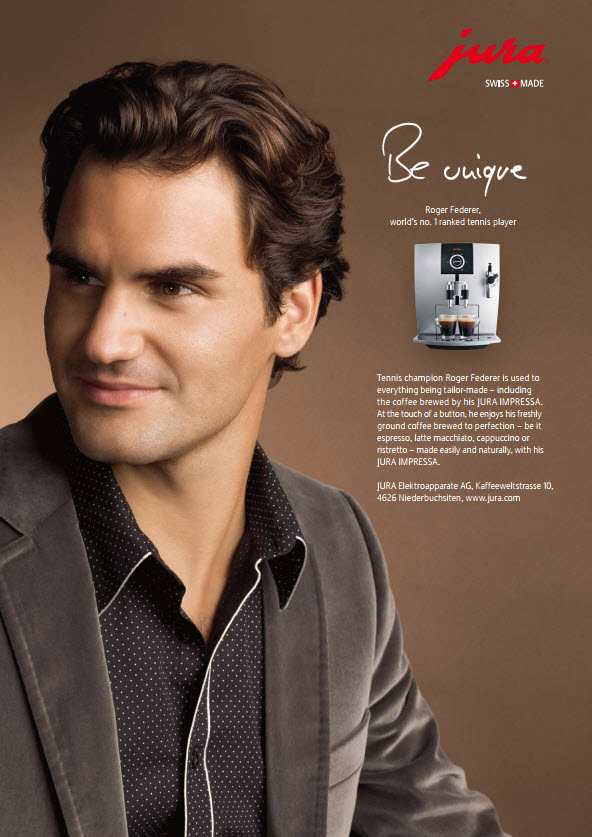 jura
SWISS MADE
Be unique
Roger Federer,
world's no. 1 ranked tennis player
Tennis champion Roger Federer is used to
everything being tailor-made – including
the coffee brewed by his JURA IMPRESSA.
At the touch of a button, he enjoys his freshly
ground coffee brewed to perfection – be it
espresso, latte macchiato, cappuccino or
ristretto – made easily and naturally, with his
JURA IMPRESSA.
JURA Elektroapparate AG, Kaffeeweltstrasse 10,
4626 Niederbuchsiten, www.jura.com